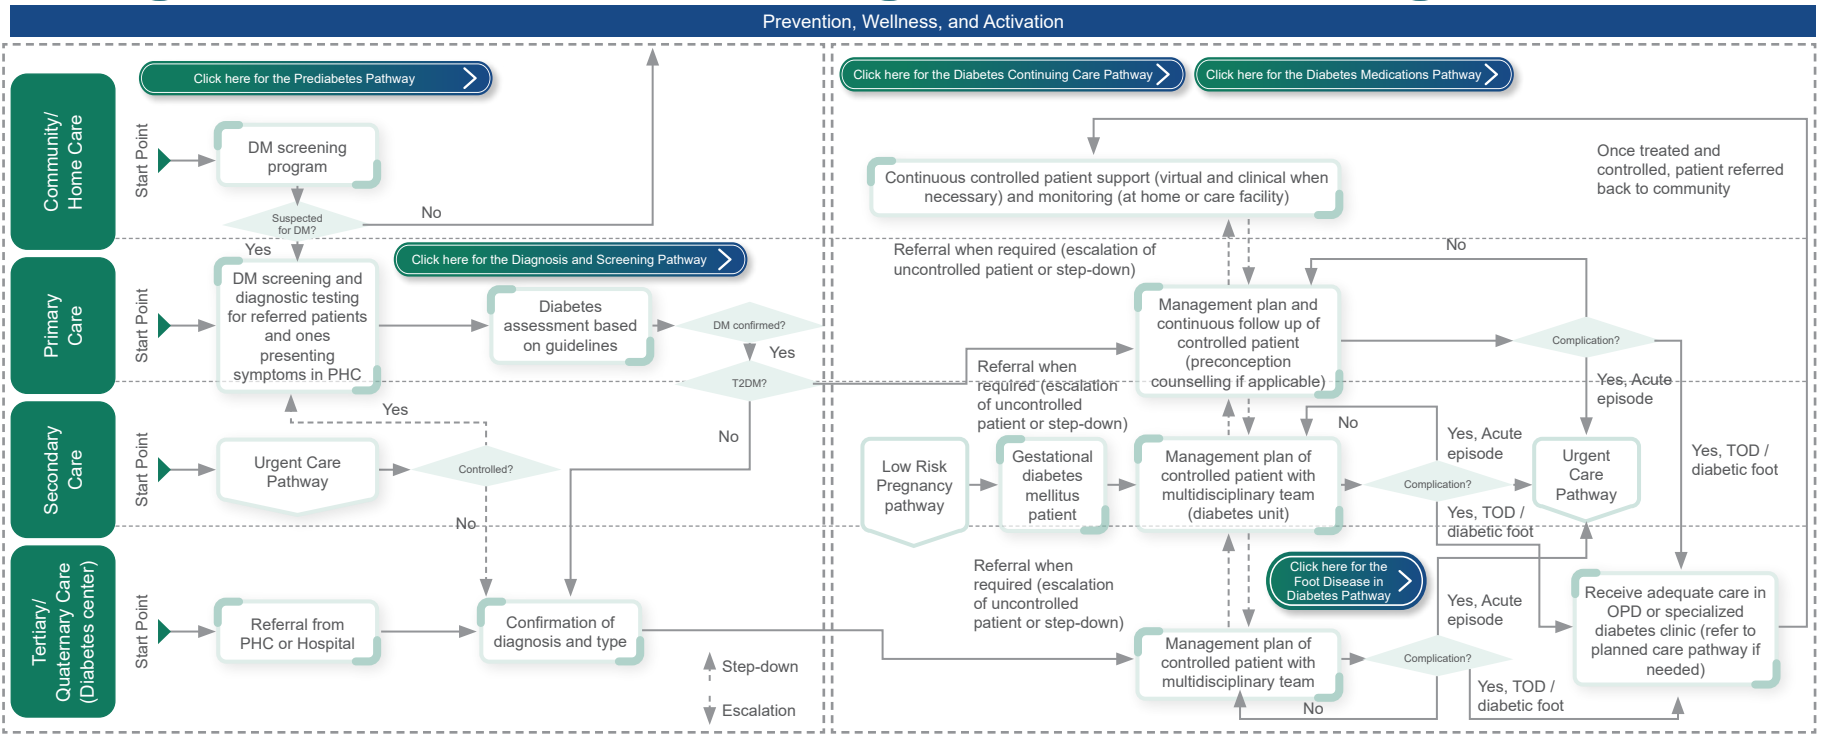 Prevention, Wellness, and Activation
Community/
Home Care
Click here for the Prediabetes Pathway
Start Point
DM screening
program
Suspected
for DM?
No
Yes
Primary
Care
Click here for the Diagnosis and Screening Pathway
Start Point
DM screening and
diagnostic testing
for referred patients
and ones
presenting
symptoms in PHC
Diabetes
assessment based
on guidelines
DM confirmed?
Yes
T2DM?
No
Secondary
Care
Start Point
Urgent Care
Pathway
Controlled?
Yes
No
Tertiary/
Quaternary Care
(Diabetes center)
Start Point
Referral from
PHC or Hospital
Confirmation of
diagnosis and type
Step-down
Escalation
Click here for the Diabetes Continuing Care Pathway
Click here for the Diabetes Medications Pathway
Once treated and
controlled, patient referred
back to community
Continuous controlled patient support (virtual and clinical when
necessary) and monitoring (at home or care facility)
Referral when required (escalation of
uncontrolled patient or step-down)
No
Management plan and
continuous follow up of
controlled patient
(preconception
counselling if applicable)
Complication?
Yes, Acute
episode
Yes, TOD /
diabetic foot
Referral when
required (escalation
of uncontrolled
patient or step-down)
Low Risk
Pregnancy
pathway
Gestational
diabetes
mellitus
patient
Management plan of
controlled patient with
multidisciplinary team
(diabetes unit)
No
Complication?
Yes, Acute
episode
Yes, TOD /
diabetic foot
Urgent
Care
Pathway
Referral when
required (escalation
of uncontrolled
patient or step-down)
Click here for the
Foot Disease in
Diabetes Pathway
Management plan of
controlled patient with
multidisciplinary team
No
Complication?
Yes, Acute
episode
Yes, TOD /
diabetic foot
Receive adequate care in
OPD or specialized
diabetes clinic (refer to
planned care pathway if
needed)